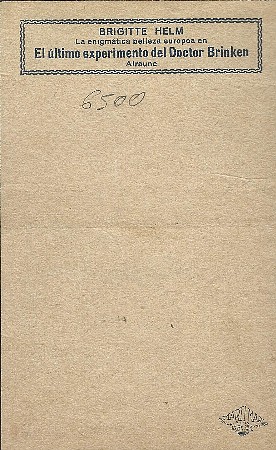 BRIGITTE HELM
La enigmática belleza europea en
El último experimento del Doctor Brinken
Alraune
6500